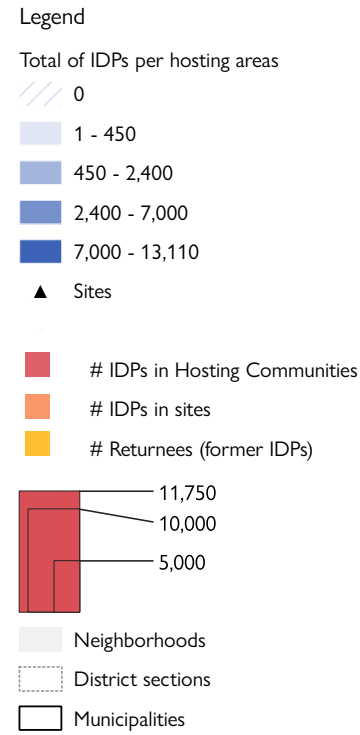 Legend
Total of IDPs per hosting areas
0
1 - 450
450 - 2,400
2,400 - 7,000
7,000 - 13,110
Sites
# IDPs in Hosting Communities
# IDPs in sites
# Returnees (former IDPs)
11,750
10,000
5,000
Neighborhoods
District sections
Municipalities